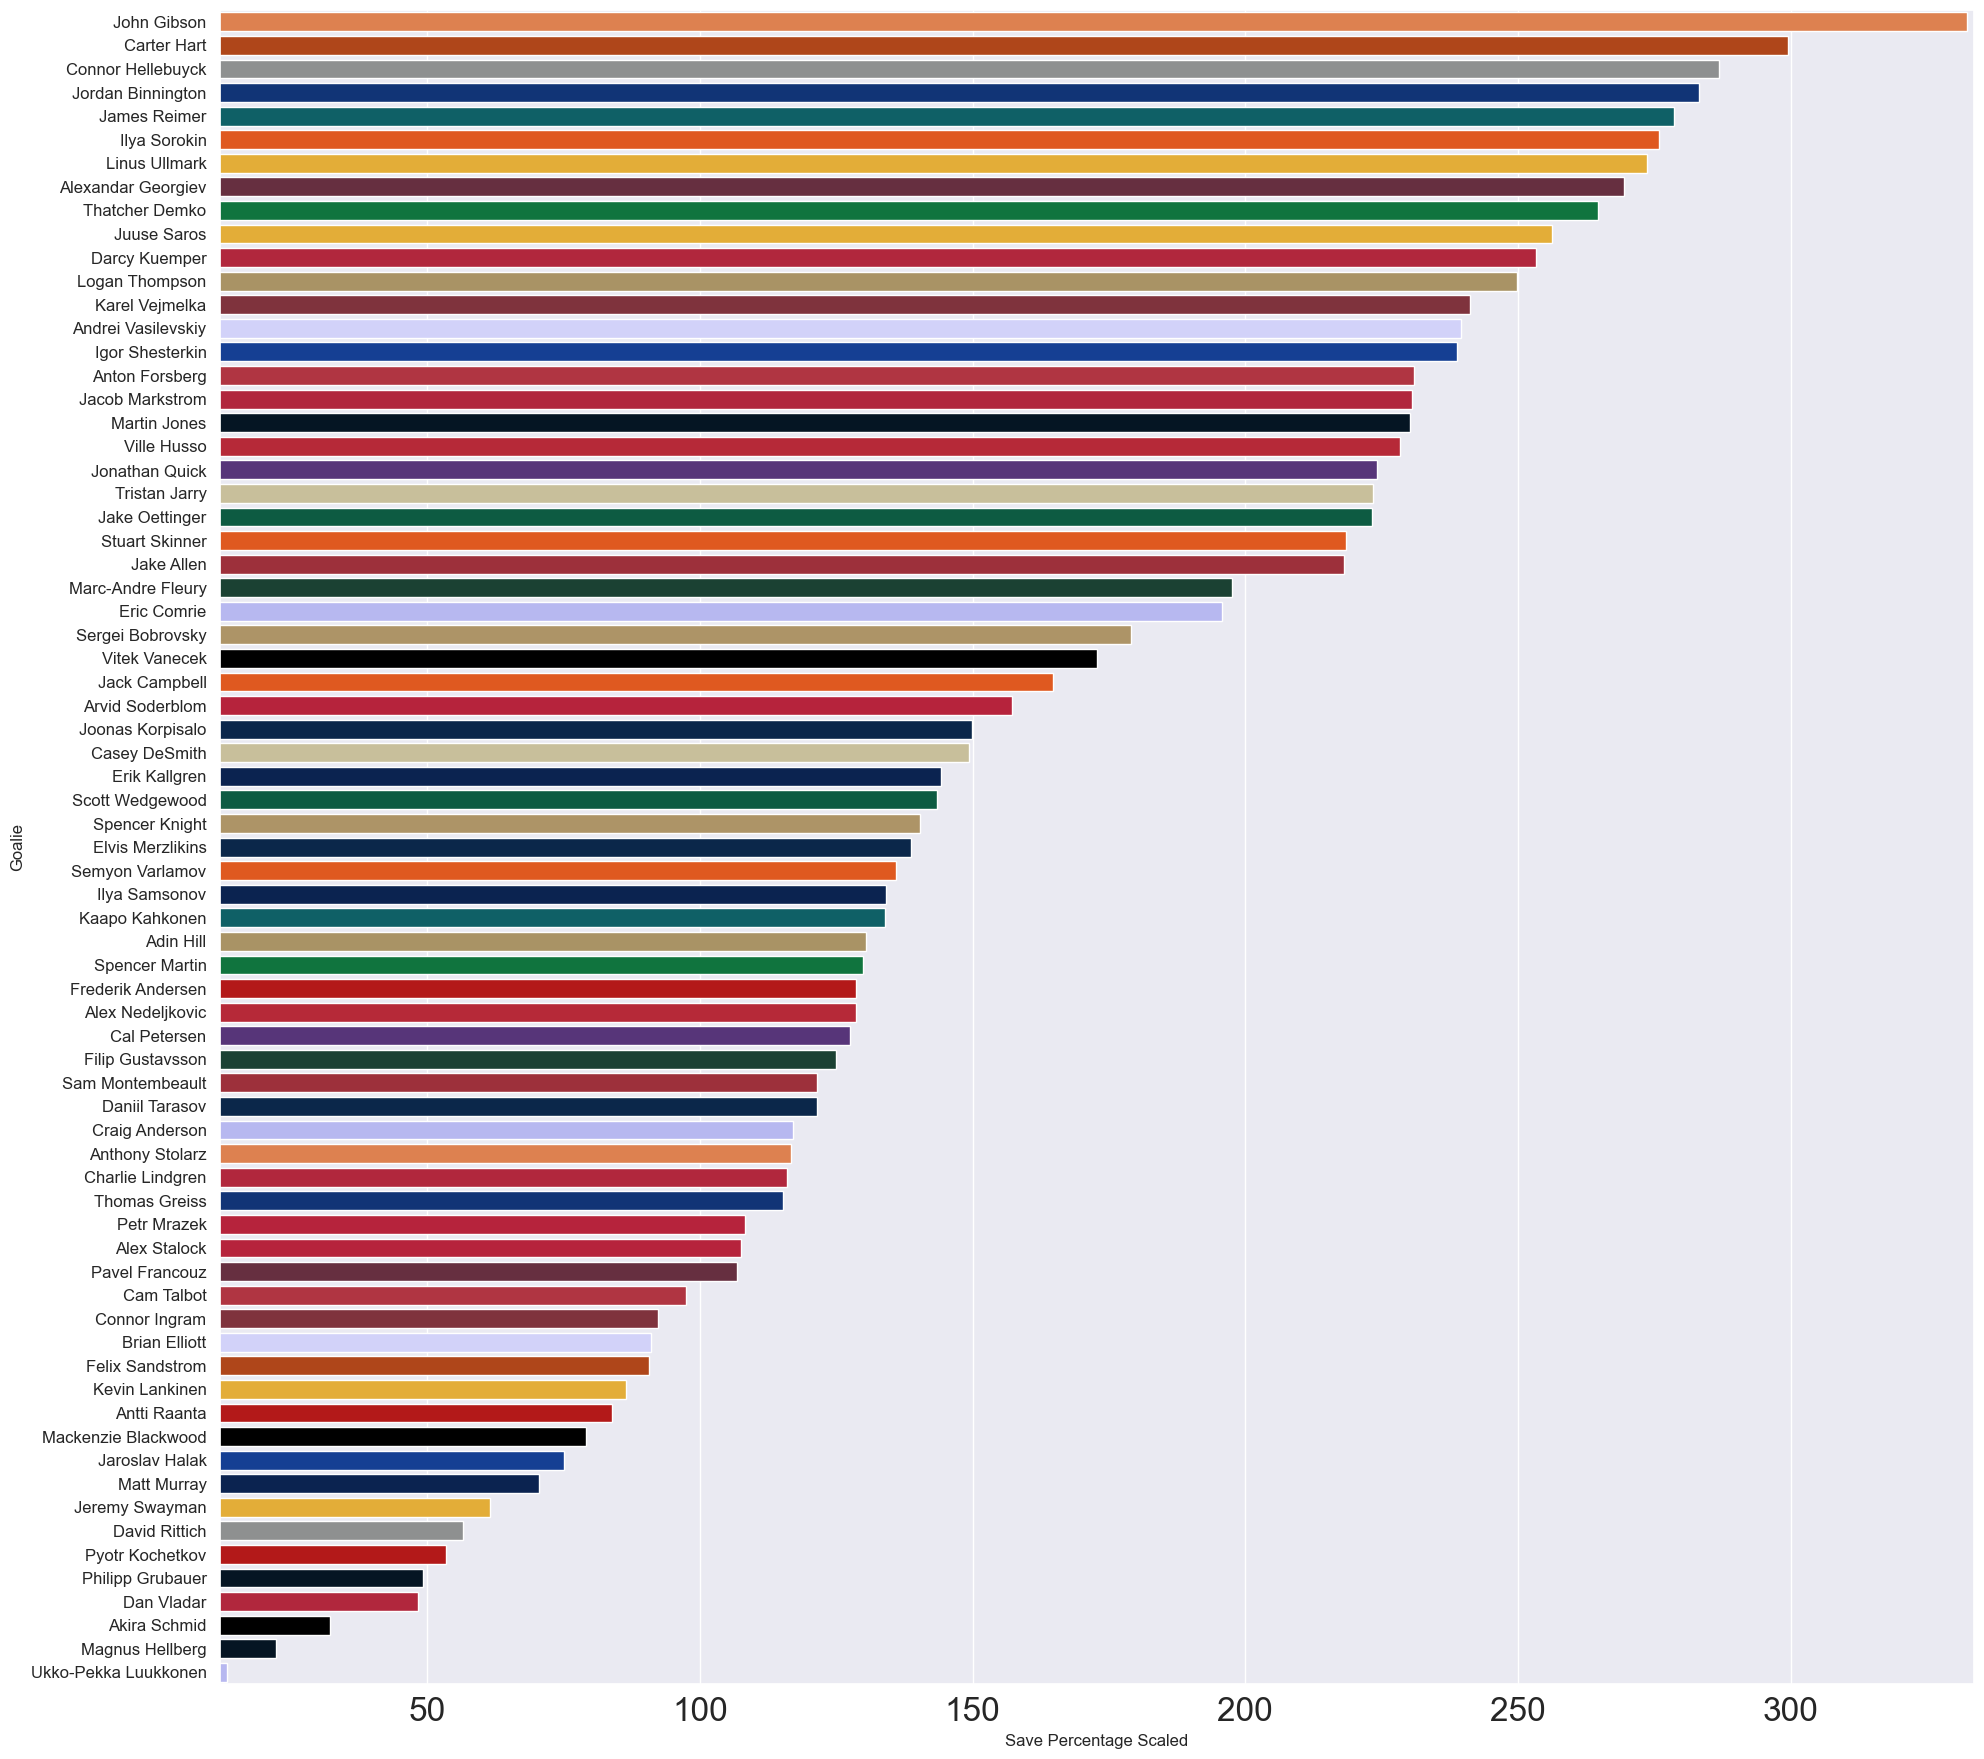 John Gibson
Carter Hart
Connor Hellebuyck
Jordan Binnington
James Reimer
Ilya Sorokin
Linus Ullmark
Alexandar Georgiev
Thatcher Demko
Juuse Saros
Darcy Kuemper
Logan Thompson
Karel Vejmelka
Andrei Vasilevskiy
Igor Shesterkin
Anton Forsberg
Jacob Markstrom
Martin Jones
Ville Husso
Jonathan Quick
Tristan Jarry
Jake Oettinger
Stuart Skinner
Jake Allen
Marc-Andre Fleury
Eric Comrie
Sergei Bobrovsky
Vitek Vanecek
Jack Campbell
Arvid Soderblom
Joonas Korpisalo
Casey DeSmith
Erik Kallgren
Scott Wedgewood
Spencer Knight
Elvis Merzlikins
Semyon Varlamov
Ilya Samsonov
Kaapo Kahkonen
Adin Hill
Spencer Martin
Frederik Andersen
Alex Nedeljkovic
Cal Petersen
Filip Gustavsson
Sam Montembeault
Daniil Tarasov
Craig Anderson
Anthony Stolarz
Charlie Lindgren
Thomas Greiss
Petr Mrazek
Alex Stalock
Pavel Francouz
Cam Talbot
Connor Ingram
Brian Elliott
Felix Sandstrom
Kevin Lankinen
Antti Raanta
Mackenzie Blackwood
Jaroslav Halak
Matt Murray
Jeremy Swayman
David Rittich
Pyotr Kochetkov
Philipp Grubauer
Dan Vladar
Akira Schmid
Magnus Hellberg
Ukko-Pekka Luukkonen
Goalie
50 100 150 200 250 300
Save Percentage Scaled